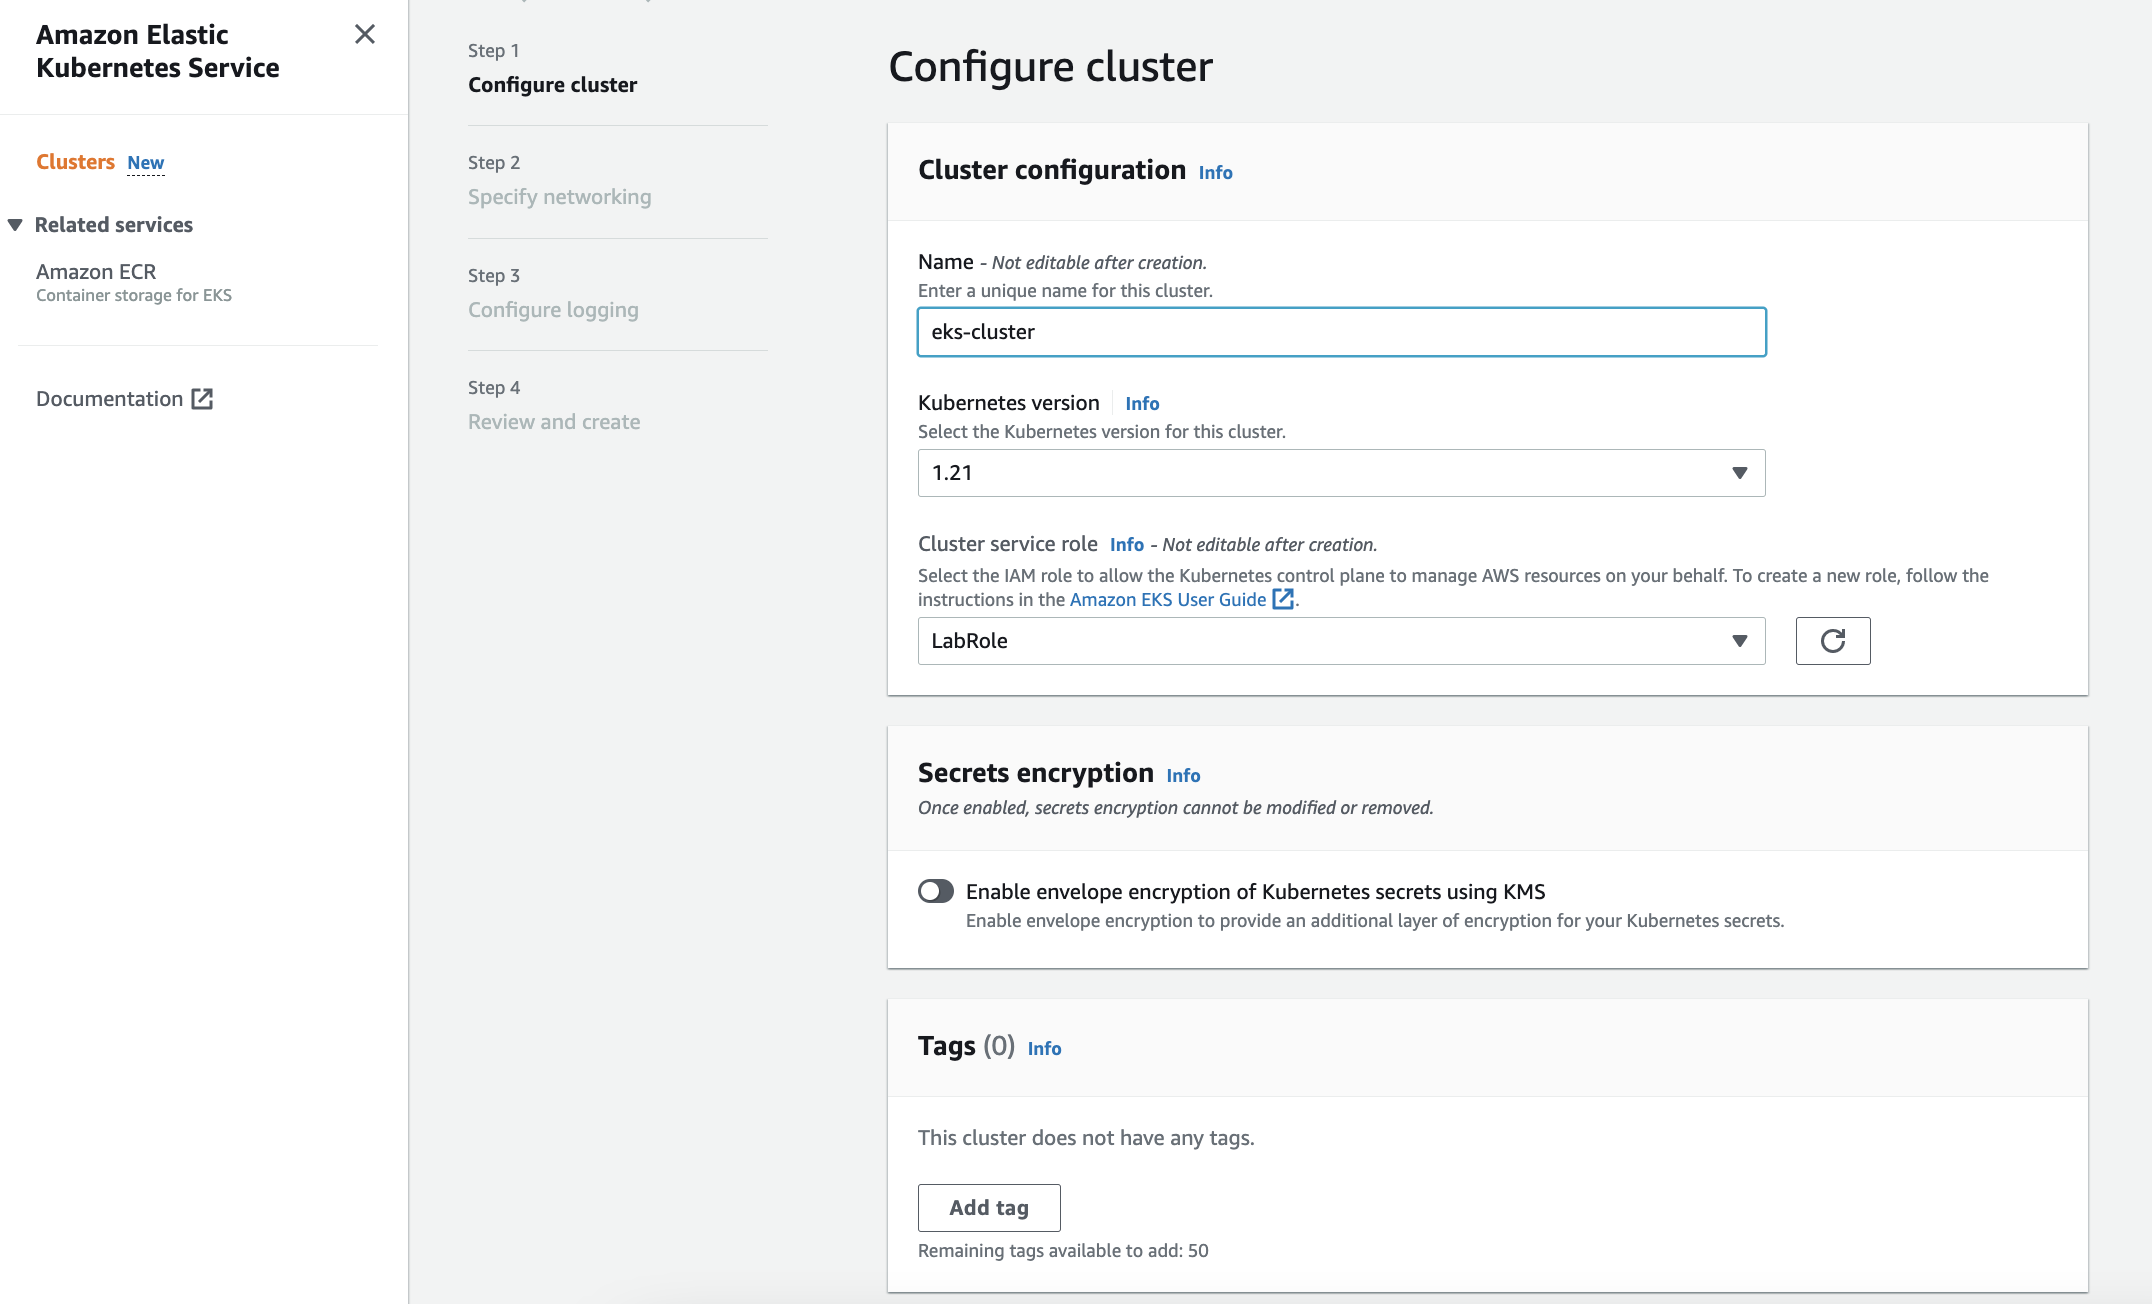 Amazon Elastic
Kubernetes Service
Clusters New
Related services
Amazon ECR
Container storage for EKS
Documentation
Step 1
Configure cluster
Step 2
Specify networking
Step 3
Configure logging
Step 4
Review and create
Configure cluster
Cluster configuration Info
Name - Not editable after creation.
Enter a unique name for this cluster.
eks-cluster
Kubernetes version Info
Select the Kubernetes version for this cluster.
1.21
Cluster service role Info - Not editable after creation.
Select the IAM role to allow the Kubernetes control plane to manage AWS resources on your behalf. To create a new role, follow the
instructions in the Amazon EKS User Guide .
LabRole
Secrets encryption Info
Once enabled, secrets encryption cannot be modified or removed.
Enable envelope encryption of Kubernetes secrets using KMS
Enable envelope encryption to provide an additional layer of encryption for your Kubernetes secrets.
Tags (0) Info
This cluster does not have any tags.
Add tag
Remaining tags available to add: 50